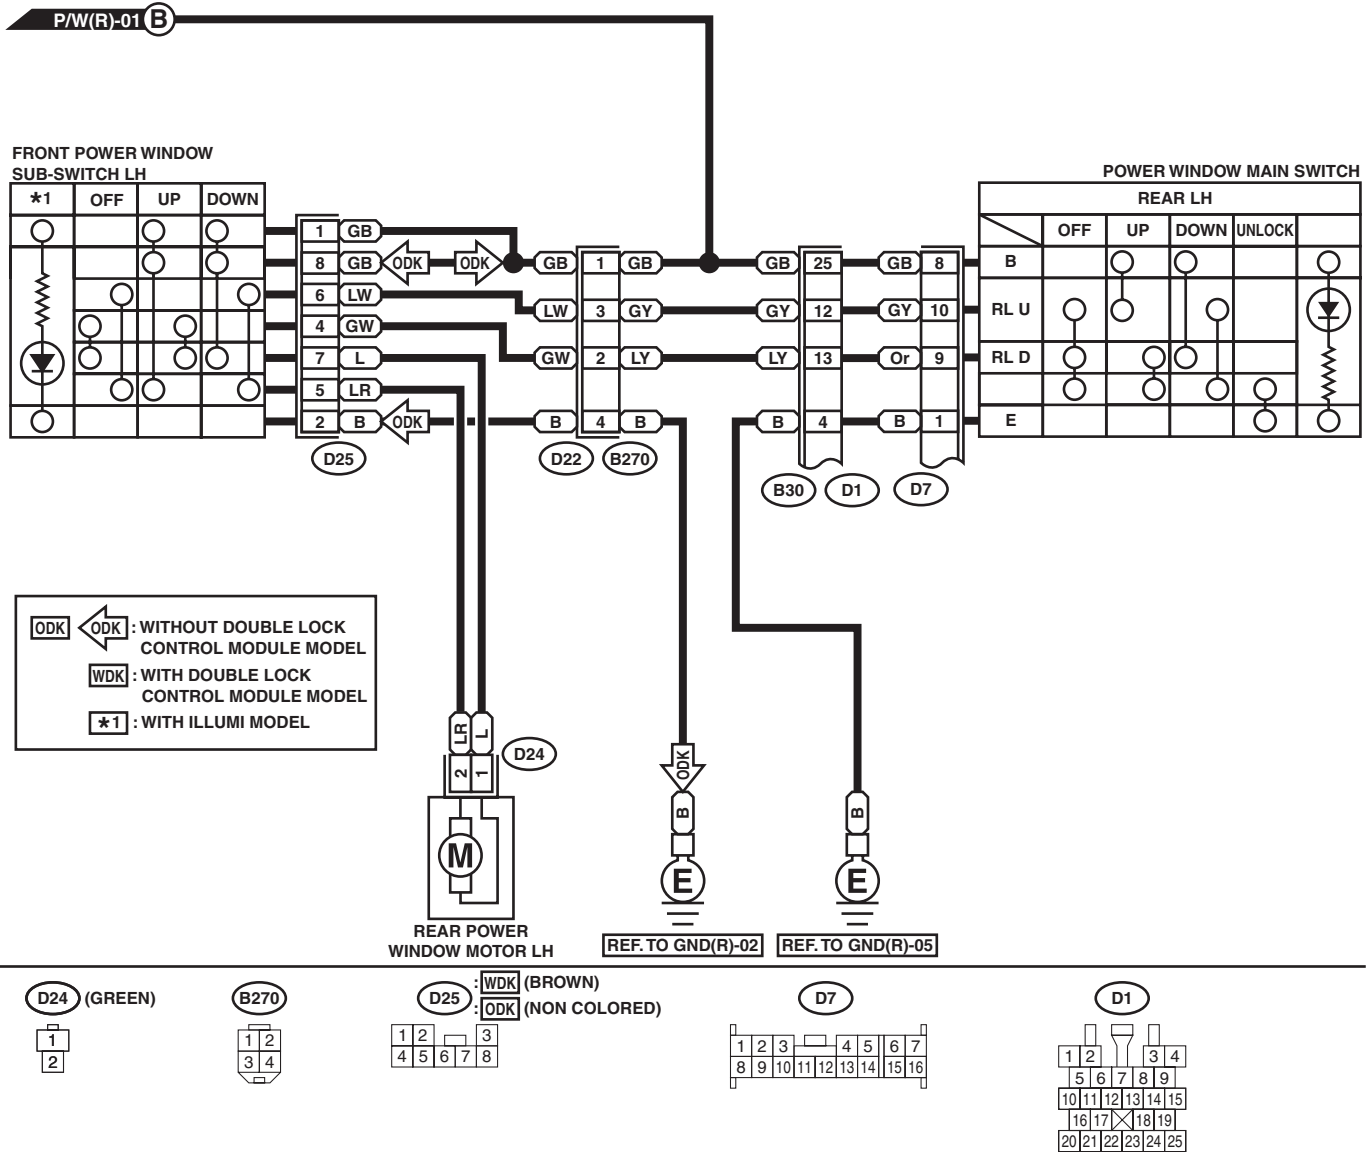 P/W(R)-01 B
FRONT POWER WINDOW
SUB-SWITCH LH
*1 OFF UP DOWN
1 GB
8 GB ODK ODK
6 LW
4 GW
7 L
5 LR
2 B ODK
D25
GB 1 GB
LW 3 GY
GW 2 LY
B 4 B
D22 B270
GB 25 GB 8
GY 12 GY 10
LY 13 Or 9
B 4 B 1
B30 D1 D7
POWER WINDOW MAIN SWITCH
REAR LH
OFF UP DOWN UNLOCK
B
RL U
RL D
E
ODK ODK : WITHOUT DOUBLE LOCK
CONTROL MODULE MODEL
WDK : WITH DOUBLE LOCK
CONTROL MODULE MODEL
*1 : WITH ILLUMI MODEL
LR L
2 1
D24
M
REAR POWER
WINDOW MOTOR LH
ODK
B
E
REF. TO GND(R)-02
B
E
REF. TO GND(R)-05
D24 (GREEN)
1
2
B270
1 2
3 4
D25 : WDK (BROWN)
: ODK (NON COLORED)
1 2 3
4 5 6 7 8
D7
1 2 3 4 5 6 7
8 9 10 11 12 13 14 15 16
D1
1 2 3 4
5 6 7 8 9
10 11 12 13 14 15
16 17 18 19
20 21 22 23 24 25